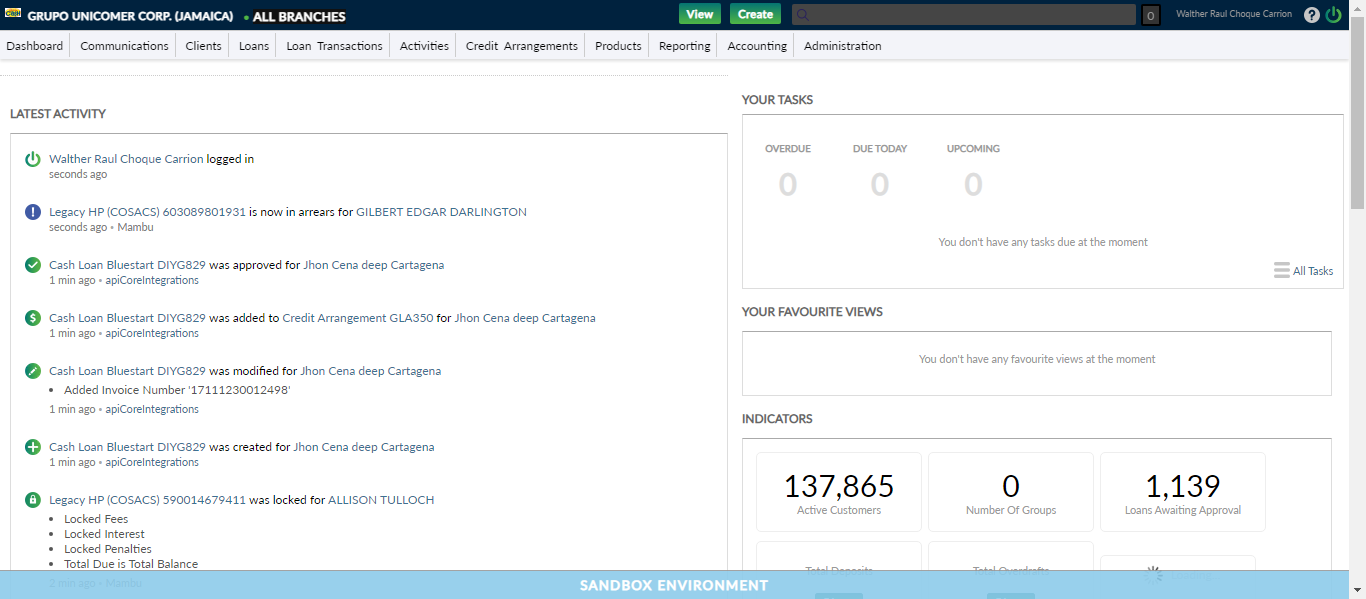 GRUPO UNICOMER CORP. (JAMAICA) • ALL BRANCHES View Create 0 Walther Raul Choque Carrion ?
Dashboard Communications Clients Loans Loan Transactions Activities Credit Arrangements Products Reporting Accounting Administration
LATEST ACTIVITY
Walther Raul Choque Carrion logged in
seconds ago
Legacy HP (COSACS) 603089801931 is now in arrears for GILBERT EDGAR DARLINGTON
seconds ago • Mambu
Cash Loan Bluestart DIYG829 was approved for Jhon Cena deep Cartagena
1 min ago • apiCoreIntegrations
Cash Loan Bluestart DIYG829 was added to Credit Arrangement GLA350 for Jhon Cena deep Cartagena
1 min ago • apiCoreIntegrations
Cash Loan Bluestart DIYG829 was modified for Jhon Cena deep Cartagena
• Added Invoice Number '17111230012498'
1 min ago • apiCoreIntegrations
Cash Loan Bluestart DIYG829 was created for Jhon Cena deep Cartagena
1 min ago • apiCoreIntegrations
Legacy HP (COSACS) 590014679411 was locked for ALLISON TULLOCH
• Locked Fees
• Locked Interest
• Locked Penalties
• Total Due is Total Balance
2 min ago • Mambu
YOUR TASKS
OVERDUE DUE TODAY UPCOMING
0 0 0
You don't have any tasks due at the moment
All Tasks
YOUR FAVOURITE VIEWS
You don't have any favourite views at the moment
INDICATORS
137,865 0 1,139
Active Customers Number Of Groups Loans Awaiting Approval
Total Deposits Total Overdrafts
SANDBOX ENVIRONMENT